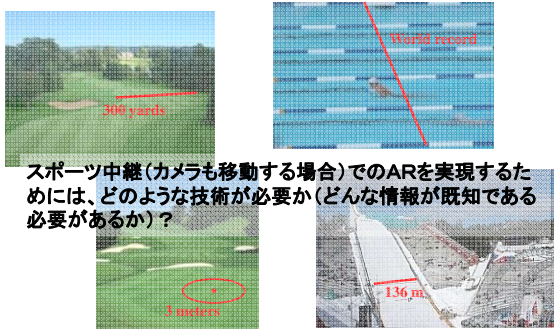 300 yards
World record
スポーツ中継（カメラも移動する場合）でのＡＲを実現するた
めには、どのような技術が必要か（どんな情報が既知である
必要があるか）？
3 meters
136 m